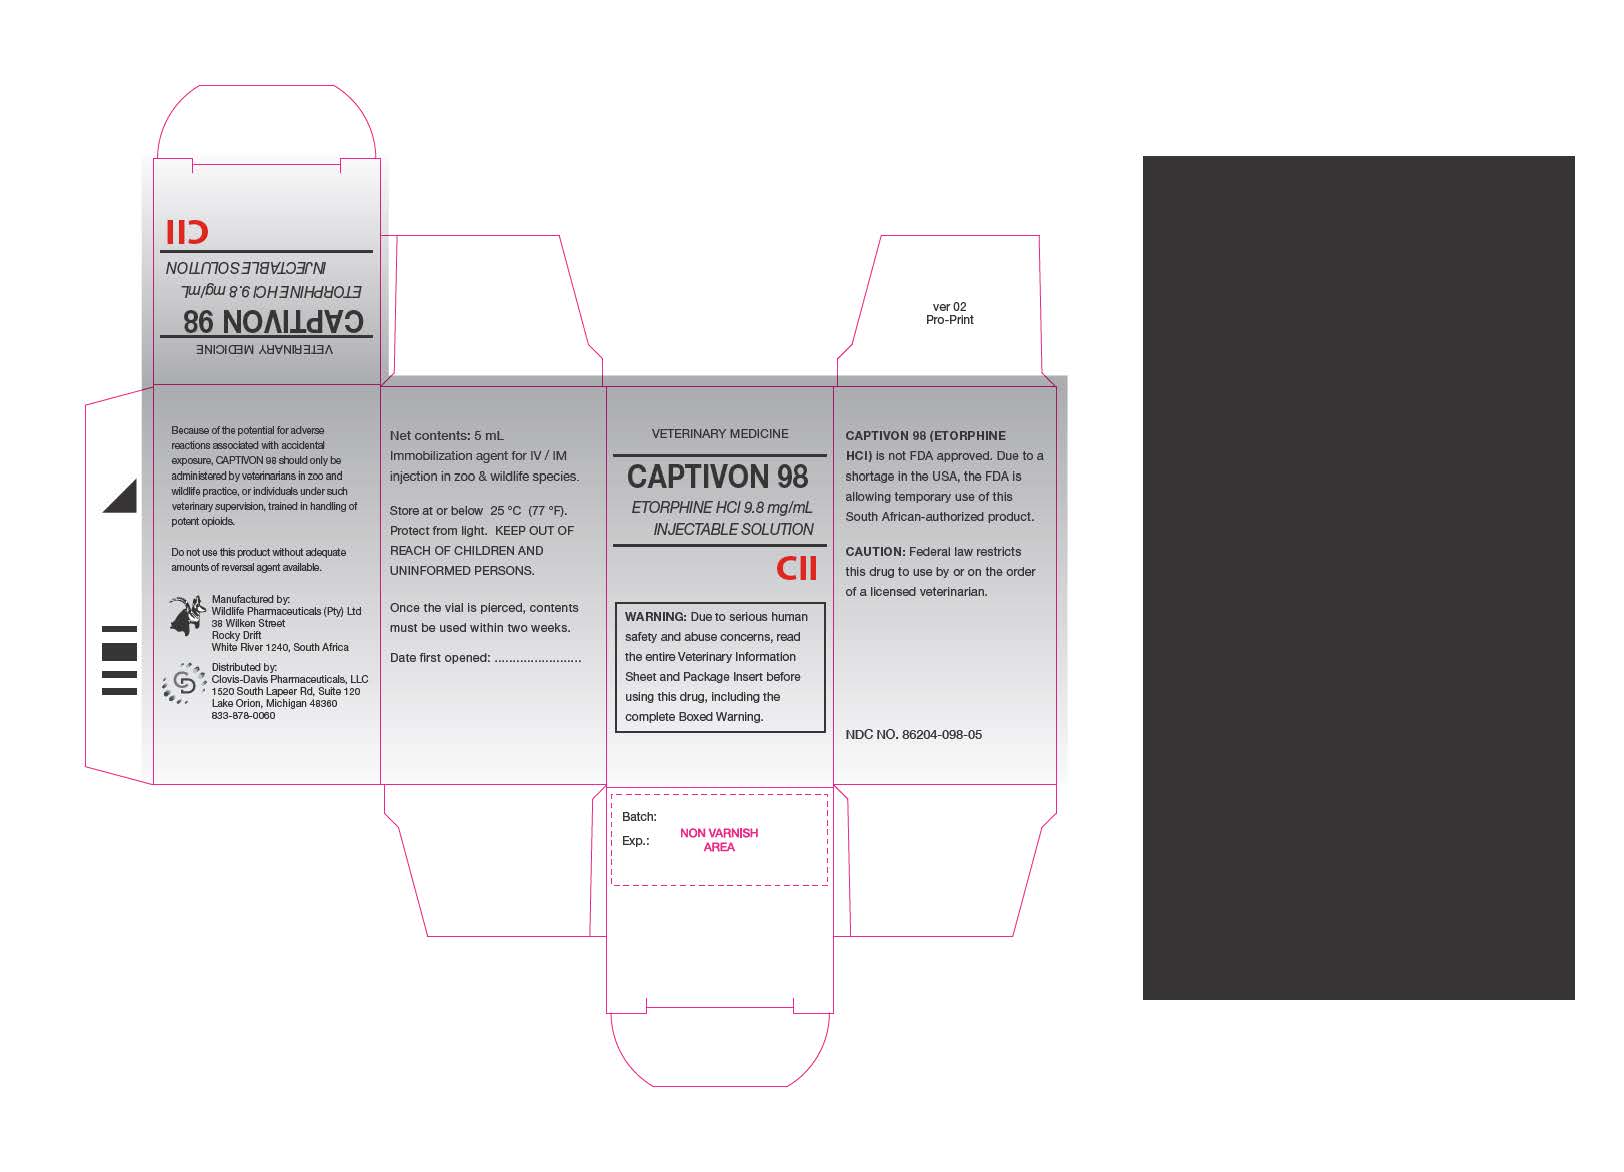 CII
INJECTABLE SOLUTION
ETORPHINE HCl 9.8 mg/mL
CAPTIVON 98
VETERINARY MEDICINE
ver 02
Pro-Print
Because of the potential for adverse
reactions associated with accidental
exposure, CAPTIVON 98 should only be
administered by veterinarians in zoo and
wildlife practice, or individuals under such
veterinary supervision, trained in handling of
potent opioids.
Do not use this product without adequate
amounts of reversal agent available.
Manufactured by:
Wildlife Pharmaceuticals (Pty) Ltd
38 Wilken Street
Rocky Drift
White River 1240, South Africa
Distributed by:
Clovis-Davis Pharmaceuticals, LLC
1520 South Lapeer Rd, Suite 120
Lake Orion, Michigan 48360
833-878-0060
Net contents: 5 mL
Immobilization agent for IV / IM
injection in zoo & wildlife species.
Store at or below 25 °C (77 °F).
Protect from light. KEEP OUT OF
REACH OF CHILDREN AND
UNINFORMED PERSONS.
Once the vial is pierced, contents
must be used within two weeks.
Date first opened: ........................
VETERINARY MEDICINE
CAPTIVON 98
ETORPHINE HCl 9.8 mg/mL
INJECTABLE SOLUTION
CII
WARNING: Due to serious human
safety and abuse concerns, read
the entire Veterinary Information
Sheet and Package Insert before
using this drug, including the
complete Boxed Warning.
CAPTIVON 98 (ETORPHINE
HCl) is not FDA approved. Due to a
shortage in the USA, the FDA is
allowing temporary use of this
South African-authorized product.
CAUTION: Federal law restricts
this drug to use by or on the order
of a licensed veterinarian.
NDC NO. 86204-098-05
Batch:
Exp.:
NON VARNISH
AREA